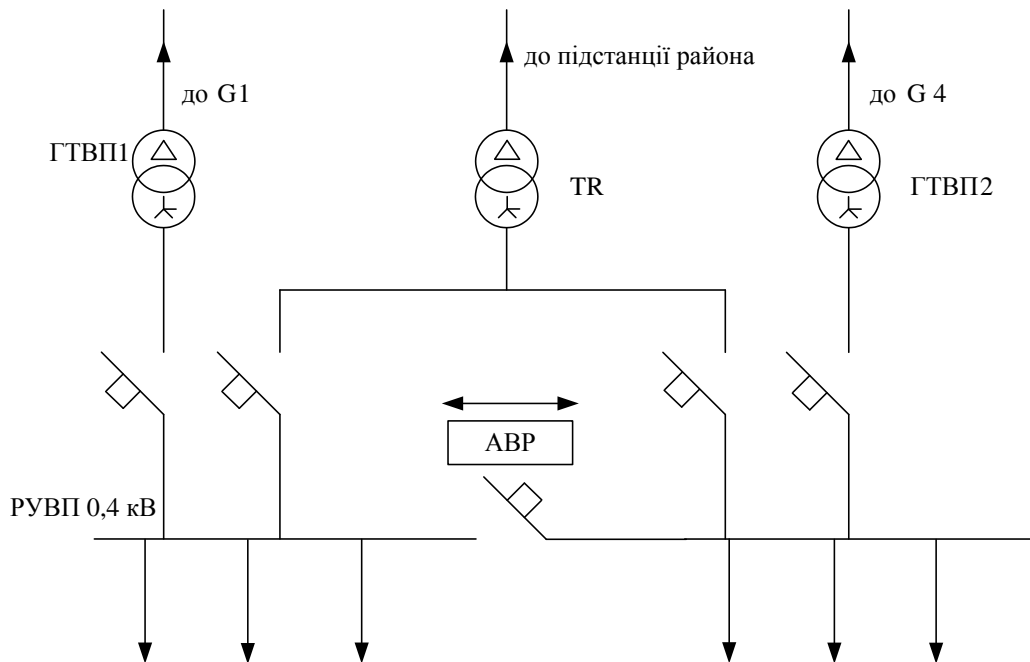 до підстанції района
до G1
до G 4
ГТВП1
TR
ГТВП2
АВР
РУВП 0,4 кВ